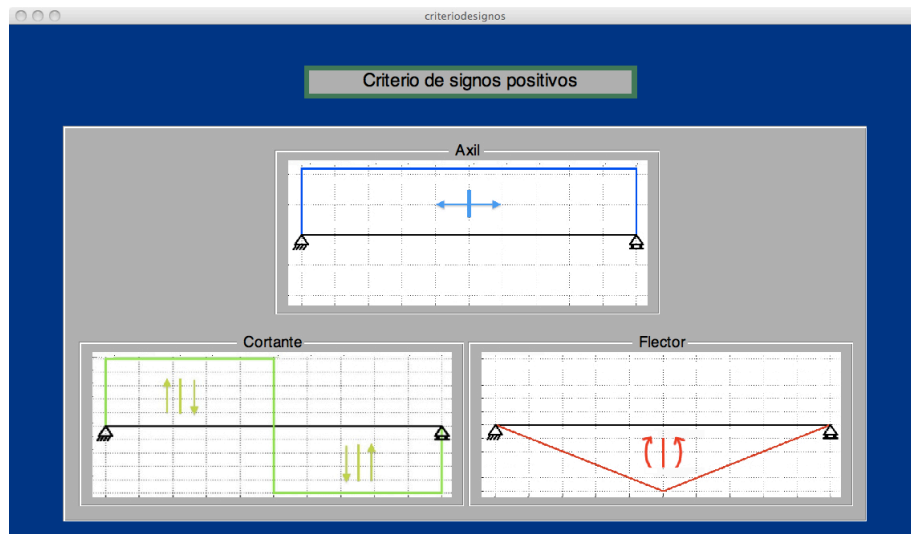 criteriodesignos
Criterio de signos positivos
Axil
Cortante
Flector